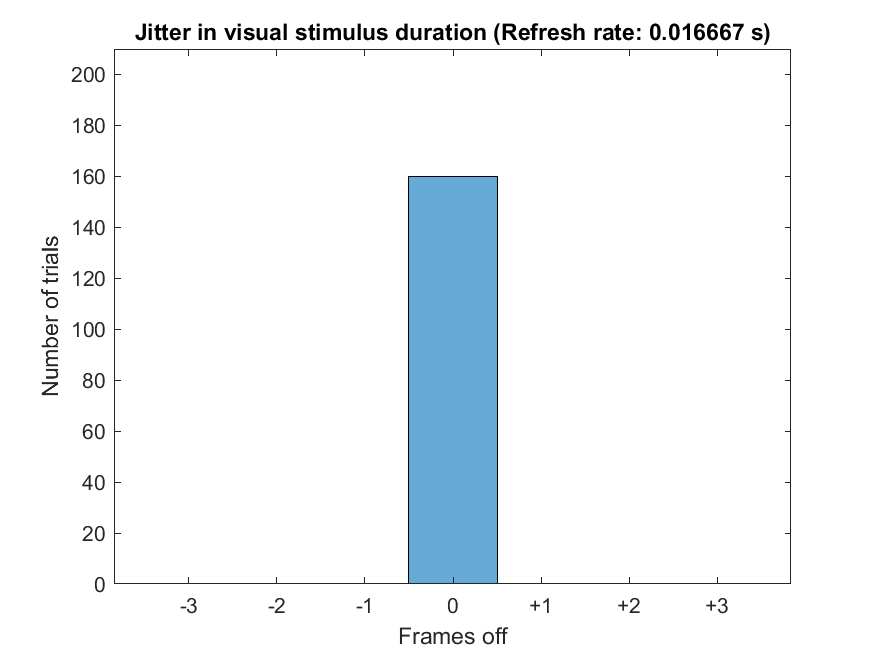 Jitter in visual stimulus duration (Refresh rate: 0.016667 s)
200
180
160
140
120
100
80
60
40
20
0
Number of trials
-3 -2 -1 0 +1 +2 +3
Frames off